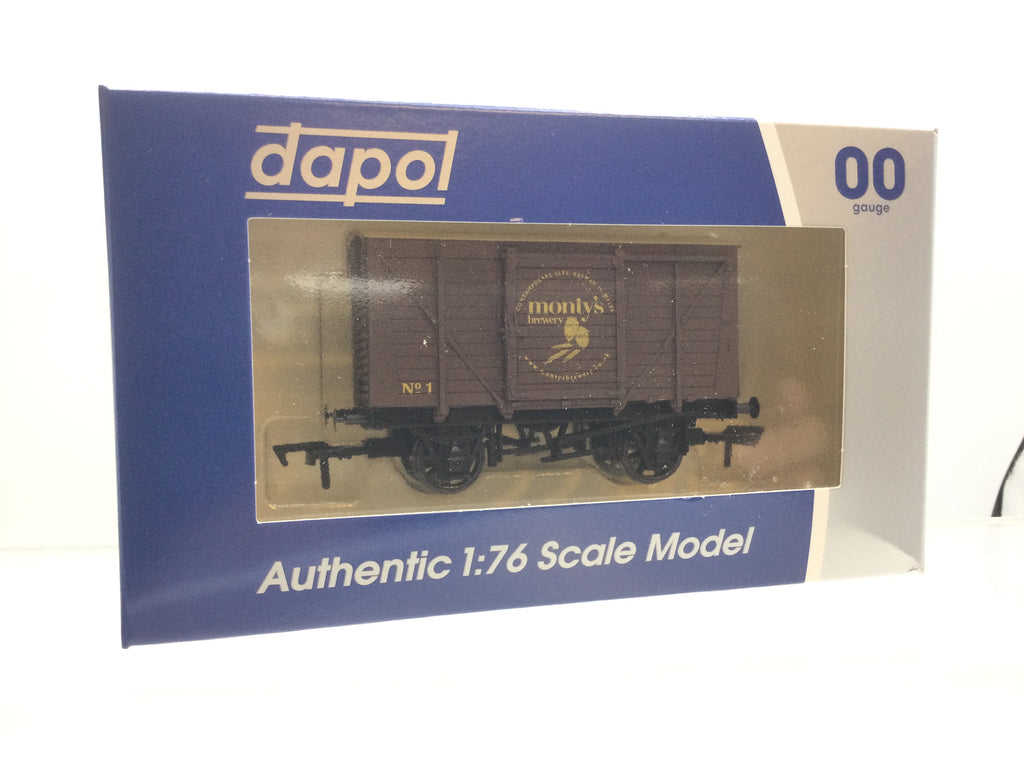 dapol
00
gauge
monty's
brewery
Nº 1
Authentic 1:76 Scale Model